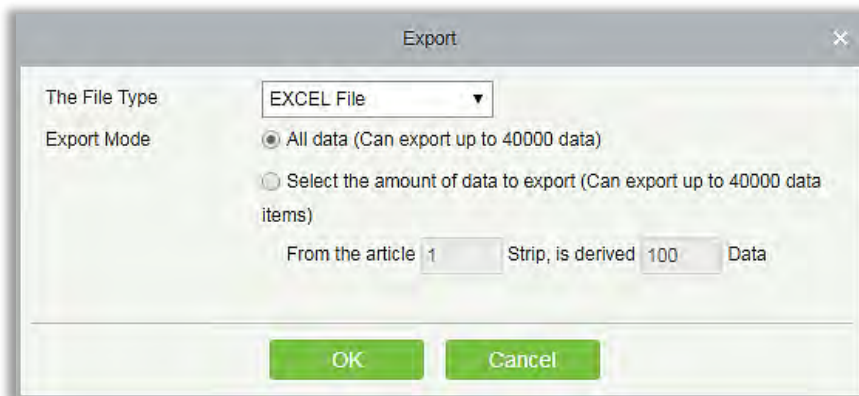 Export
The File Type EXCEL File
Export Mode All data (Can export up to 40000 data)
Select the amount of data to export (Can export up to 40000 data
items)
From the article 1 Strip, is derived 100 Data
OK Cancel